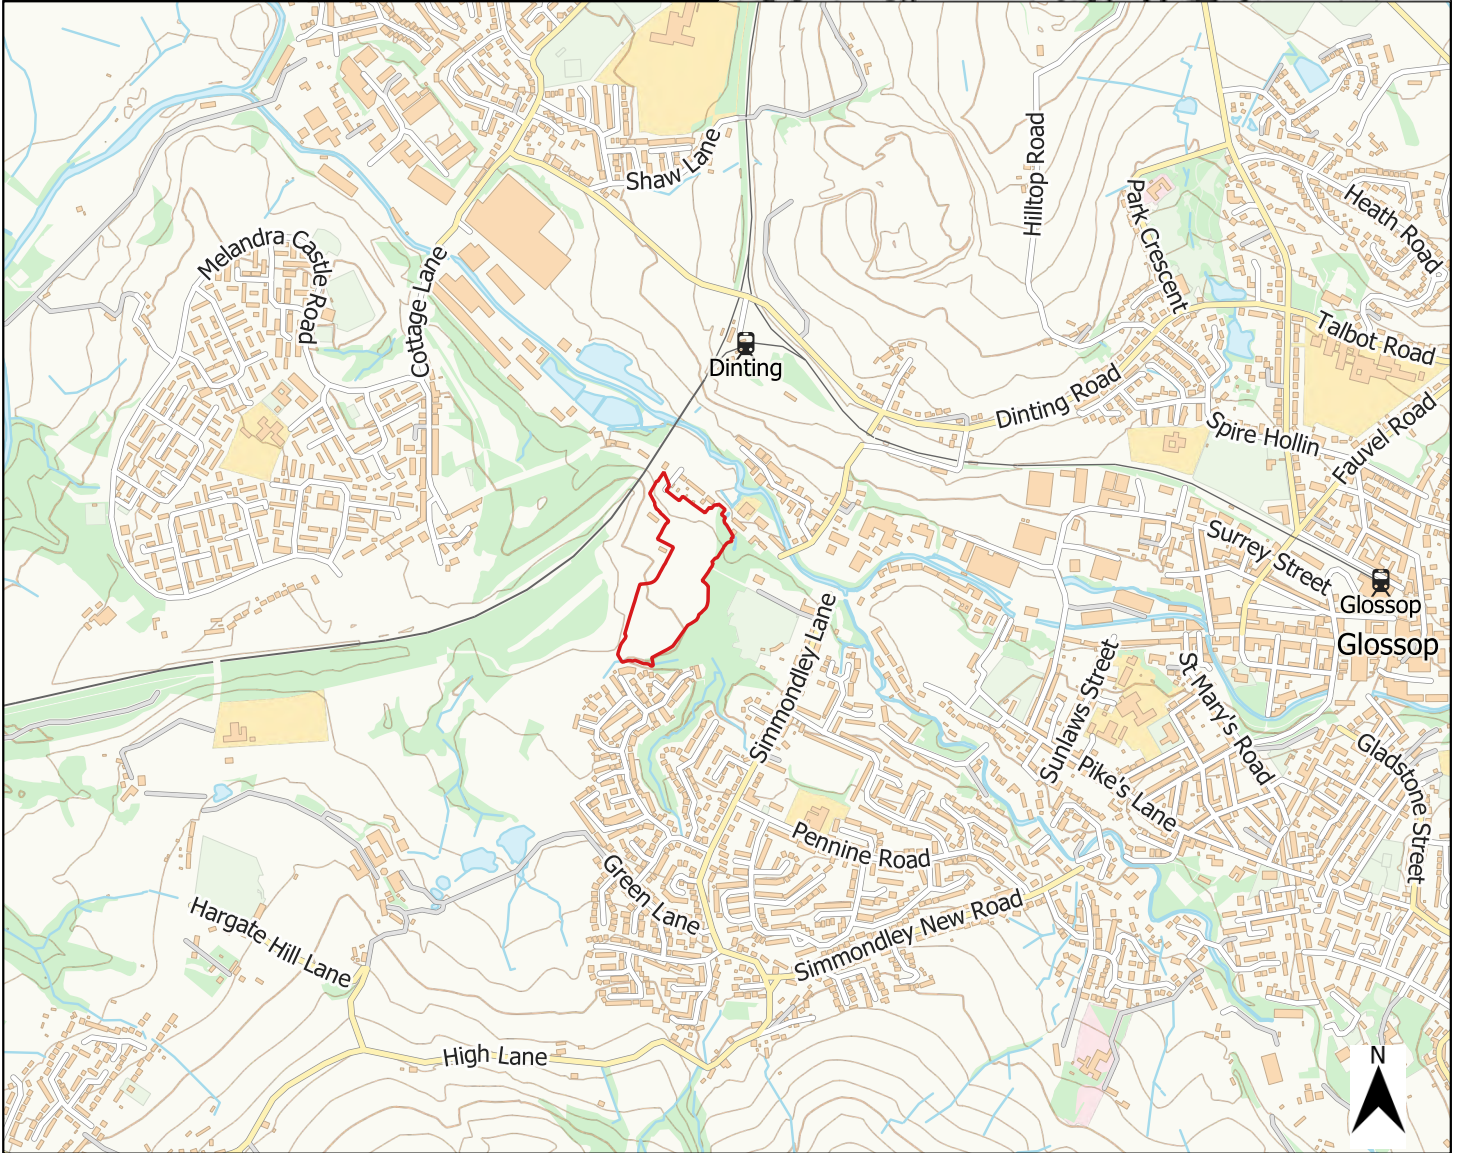 Shaw Lane
Hilltop Road
Park Crescent
Heath Road
Melandra Castle Road
Cottage Lane
Talbot Road
Dinting
Dinting Road
Spire Hollin
Fauvel Road
Surrey Street
Glossop
Glossop
Simmondley Lane
Sunlaws Street
St Mary's Road
Pike's Lane
Gladstone Street
Pennine Road
Green Lane
Simmondley New Road
Hargate Hill Lane
High Lane
N